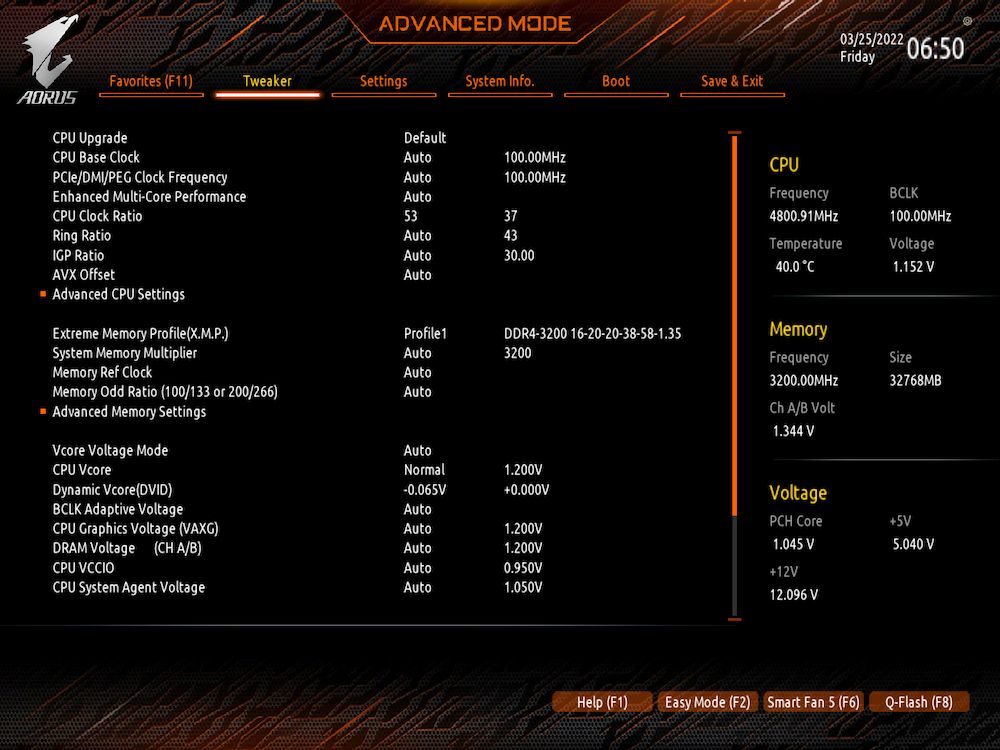 ADVANCED MODE
03/25/2022
Friday
06:50
AORUS
Favorites (F11) Tweaker Settings System Info. Boot Save & Exit
CPU Upgrade Default
CPU Base Clock Auto 100.00MHz
PCIe/DMI/PEG Clock Frequency Auto 100.00MHz
Enhanced Multi-Core Performance Auto
CPU Clock Ratio 53 37
Ring Ratio Auto 43
IGP Ratio Auto 30.00
AVX Offset Auto
Advanced CPU Settings
Extreme Memory Profile(X.M.P.) Profile1 DDR4-3200 16-20-20-38-58-1.35
System Memory Multiplier Auto 3200
Memory Ref Clock Auto
Memory Odd Ratio (100/133 or 200/266) Auto
Advanced Memory Settings
Vcore Voltage Mode Auto
CPU Vcore Normal 1.200V
Dynamic Vcore(DVID) -0.065V +0.000V
BCLK Adaptive Voltage Auto
CPU Graphics Voltage (VAXG) Auto 1.200V
DRAM Voltage (CH A/B) Auto 1.200V
CPU VCCIO Auto 0.950V
CPU System Agent Voltage Auto 1.050V
CPU
Frequency BCLK
4800.91MHz 100.00MHz
Temperature Voltage
40.0 °C 1.152 V
Memory
Frequency Size
3200.00MHz 32768MB
Ch A/B Volt
1.344 V
Voltage
PCH Core +5V
1.045 V 5.040 V
+12V
12.096 V
Help (F1) Easy Mode (F2) Smart Fan 5 (F6) Q-Flash (F8)